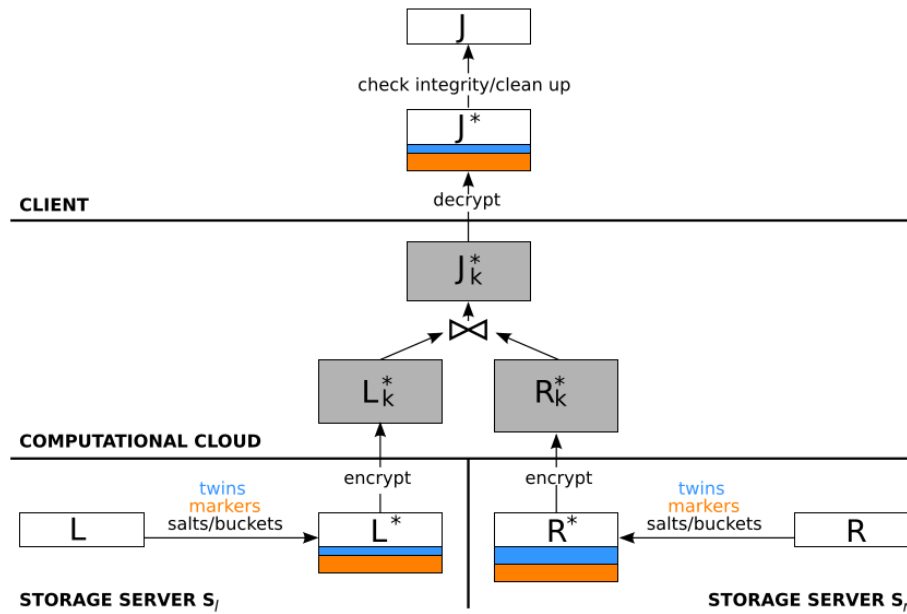 J
check integrity/clean up
J*
decrypt
CLIENT
J*k
L*k
R*k
COMPUTATIONAL CLOUD
encrypt
encrypt
twins
markers
salts/buckets
twins
markers
salts/buckets
L
L*
R*
R
STORAGE SERVER Sl
STORAGE SERVER Sr